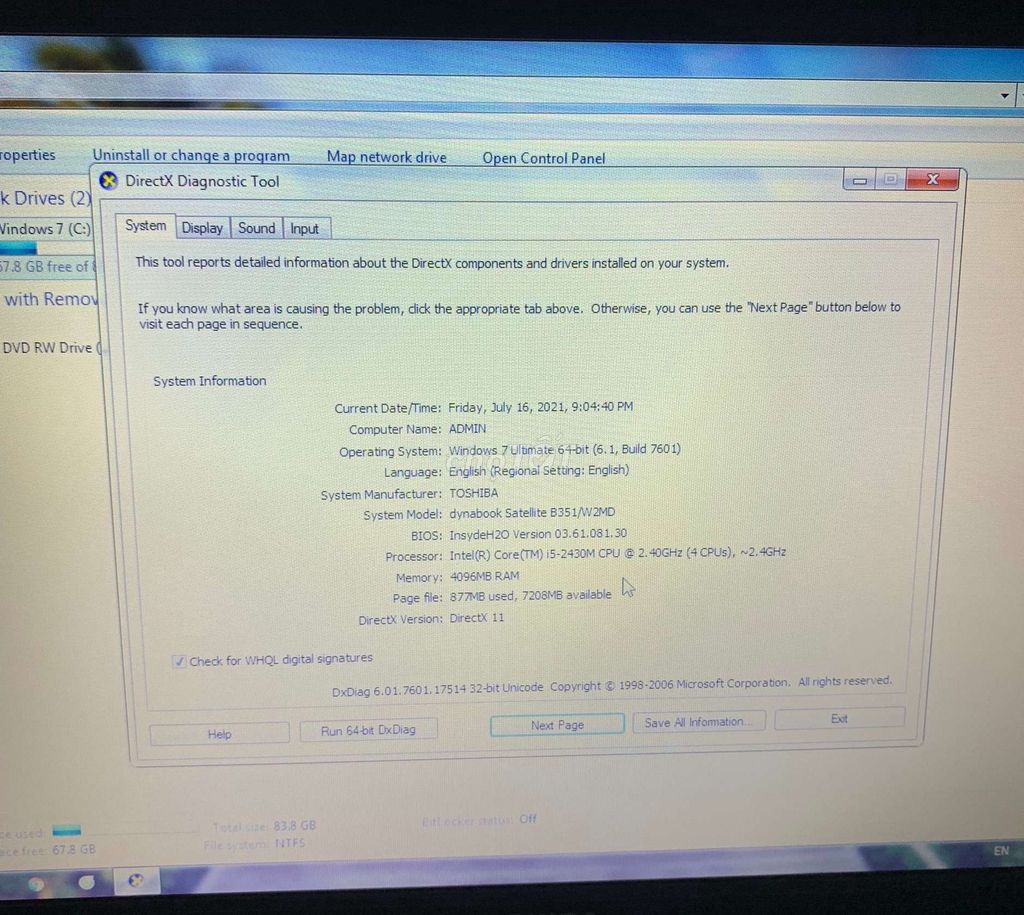 roperties Uninstall or change a program Map network drive Open Control Panel
DirectX Diagnostic Tool
k Drives (2)
Windows 7 (C:)
67.8 GB free of
with Remov
DVD RW Drive (
System Display Sound Input
This tool reports detailed information about the DirectX components and drivers installed on your system.
If you know what area is causing the problem, click the appropriate tab above. Otherwise, you can use the "Next Page" button below to
visit each page in sequence.
System Information
Current Date/Time: Friday, July 16, 2021, 9:04:40 PM
Computer Name: ADMIN
Operating System: Windows 7 Ultimate 64-bit (6.1, Build 7601)
Language: English (Regional Setting: English)
System Manufacturer: TOSHIBA
System Model: dynabook Satellite B351/W2MD
BIOS: InsydeH2O Version 03.61.081.30
Processor: Intel(R) Core(TM) i5-2430M CPU @ 2.40GHz (4 CPUs), ~2.4GHz
Memory: 4096MB RAM
Page file: 877MB used, 7208MB available
DirectX Version: DirectX 11
Check for WHQL digital signatures
DxDiag 6.01.7601.17514 32-bit Unicode Copyright © 1998-2006 Microsoft Corporation. All rights reserved.
Help Run 64-bit DxDiag Next Page Save All Information... Exit
ce used: Total size: 83.8 GB BitLocker status: Off
ace free: 67.8 GB File system: NTFS
EN